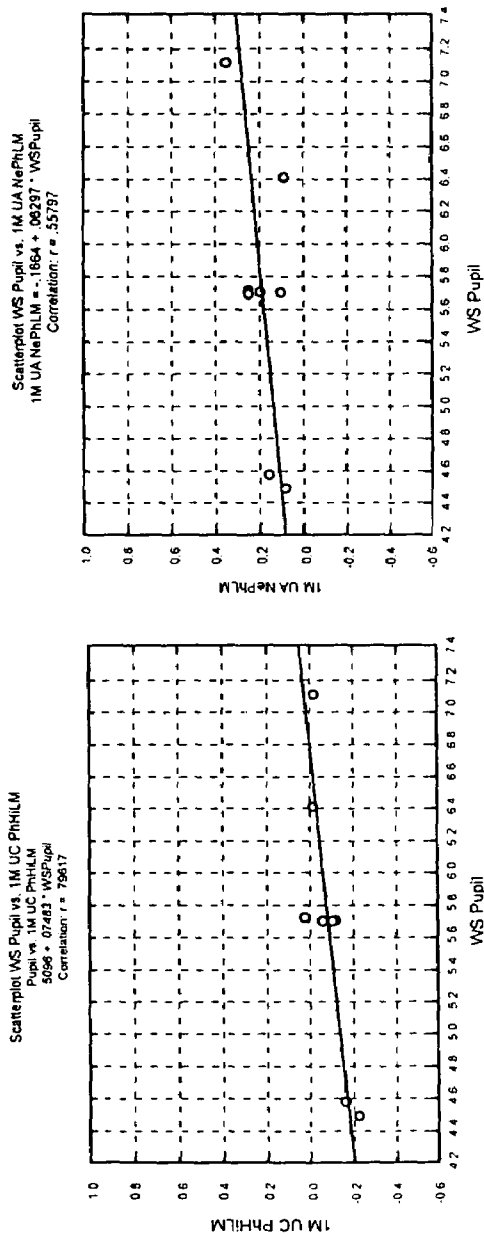 Scatterplot WS Pupil vs. 1M UC PhHiLM
Pupil vs. 1M UC PhHiLM
5096 + .07483 * WSPupil
Correlation: r = .79617
1M UC PhHiLM
1.0
0.8
0.6
0.4
0.2
0.0
-0.2
-0.4
-0.6
4.2 4.4 4.6 4.8 5.0 5.2 5.4 5.6 5.8 6.0 6.2 6.4 6.6 6.8 7.0 7.2 7.4
WS Pupil
Scatterplot WS Pupil vs. 1M UA NePhLM
1M UA NePhLM = -.1664 + .06297 * WSPupil
Correlation: r = .55797
1M UA NePhLM
1.0
0.8
0.6
0.4
0.2
0.0
-0.2
-0.4
-0.6
4.2 4.4 4.6 4.8 5.0 5.2 5.4 5.6 5.8 6.0 6.2 6.4 6.6 6.8 7.0 7.2 7.4
WS Pupil